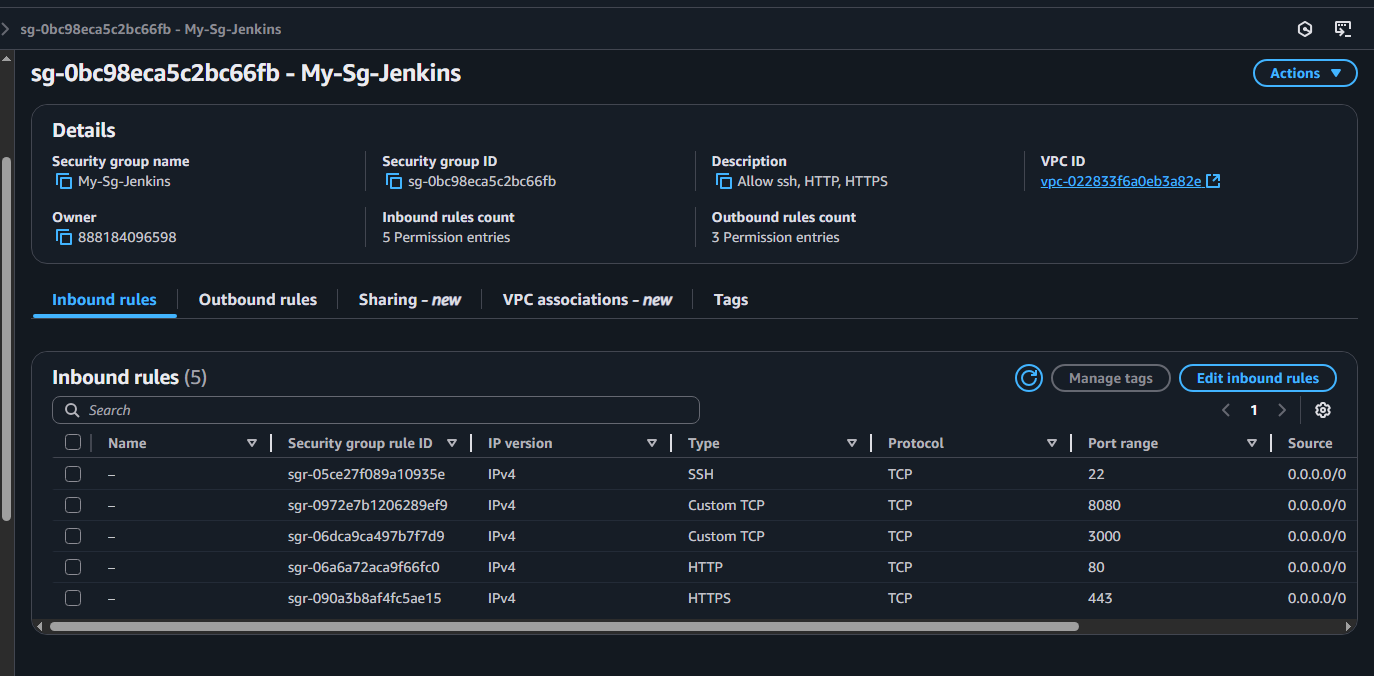 sg-0bc98eca5c2bc66fb - My-Sg-Jenkins
sg-0bc98eca5c2bc66fb - My-Sg-Jenkins
Actions
Details
Security group name
My-Sg-Jenkins
Security group ID
sg-0bc98eca5c2bc66fb
Description
Allow ssh, HTTP, HTTPS
VPC ID
vpc-022833f6a0eb3a82e
Owner
888184096598
Inbound rules count
5 Permission entries
Outbound rules count
3 Permission entries
Inbound rules Outbound rules Sharing - new VPC associations - new Tags
Inbound rules (5)
Manage tags
Edit inbound rules
Search
1
Name Security group rule ID IP version Type Protocol Port range Source
– sgr-05ce27f089a10935e IPv4 SSH TCP 22 0.0.0.0/0
– sgr-0972e7b1206289ef9 IPv4 Custom TCP TCP 8080 0.0.0.0/0
– sgr-06dca9ca497b7f7d9 IPv4 Custom TCP TCP 3000 0.0.0.0/0
– sgr-06a6a72aca9f66fc0 IPv4 HTTP TCP 80 0.0.0.0/0
– sgr-090a3b8af4fc5ae15 IPv4 HTTPS TCP 443 0.0.0.0/0